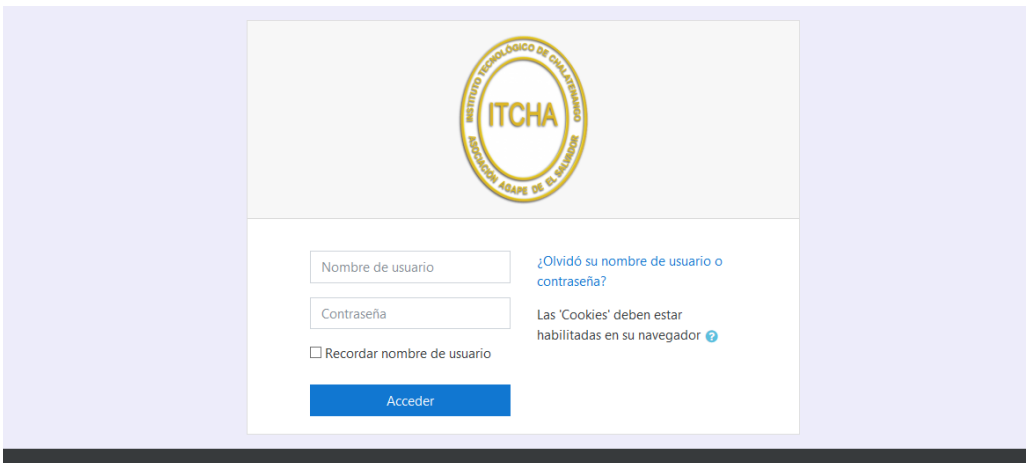 INSTITUTO TECNOLÓGICO DE CHALATENANGO
ITCHA
ASOCIACIÓN AGAPE DE EL SALVADOR
Nombre de usuario
Contraseña
Recordar nombre de usuario
Acceder
¿Olvidó su nombre de usuario o
contraseña?
Las 'Cookies' deben estar
habilitadas en su navegador